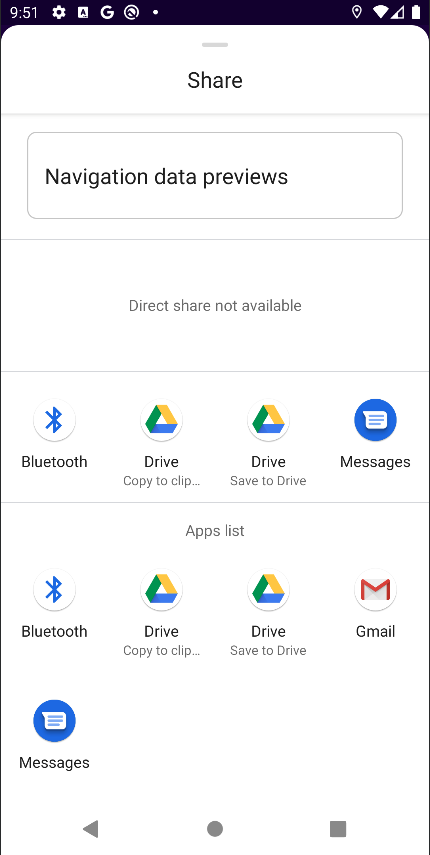 9:51
Share
Navigation data previews
Direct share not available
Bluetooth Drive Drive Messages
Copy to clip... Save to Drive
Apps list
Bluetooth Drive Drive Gmail
Copy to clip... Save to Drive
Messages